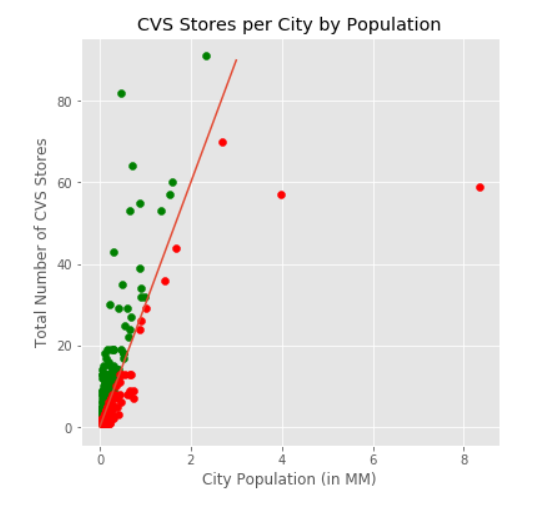 CVS Stores per City by Population
Total Number of CVS Stores
80
60
40
20
0
0 2 4 6 8
City Population (in MM)